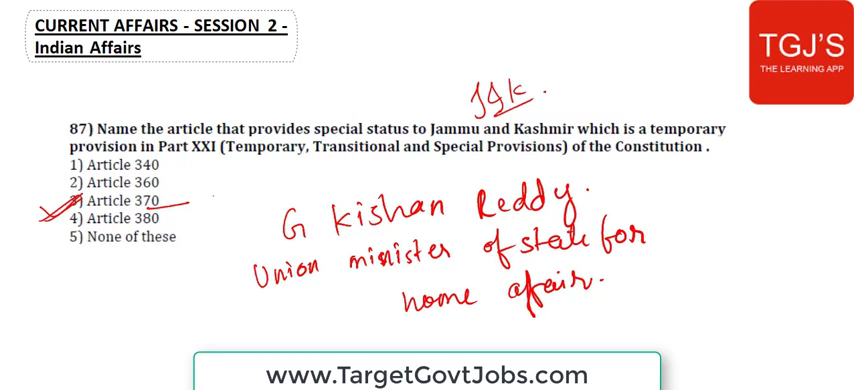 CURRENT AFFAIRS - SESSION 2 -
Indian Affairs
TGJ'S
THE LEARNING APP
J&K.
87) Name the article that provides special status to Jammu and Kashmir which is a temporary
provision in Part XXI (Temporary, Transitional and Special Provisions) of the Constitution .
1) Article 340
2) Article 360
3) Article 370
4) Article 380
5) None of these
G Kishan Reddy.
Union minister of state for
home affair.
www.TargetGovtJobs.com